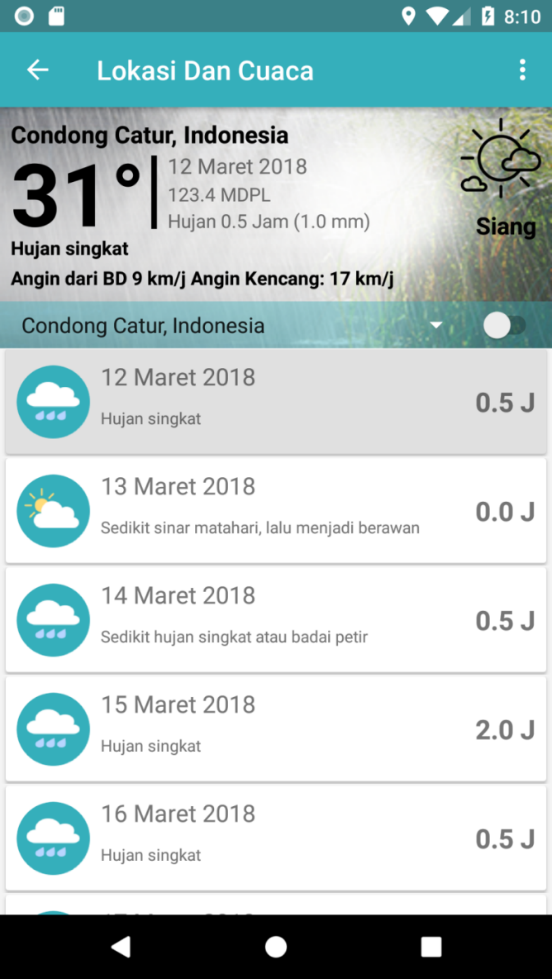 8:10
Lokasi Dan Cuaca
Condong Catur, Indonesia
31°
12 Maret 2018
123.4 MDPL
Hujan 0.5 Jam (1.0 mm)
Siang
Hujan singkat
Angin dari BD 9 km/j Angin Kencang: 17 km/j
Condong Catur, Indonesia
12 Maret 2018
Hujan singkat
0.5 J
13 Maret 2018
Sedikit sinar matahari, lalu menjadi berawan
0.0 J
14 Maret 2018
Sedikit hujan singkat atau badai petir
0.5 J
15 Maret 2018
Hujan singkat
2.0 J
16 Maret 2018
Hujan singkat
0.5 J